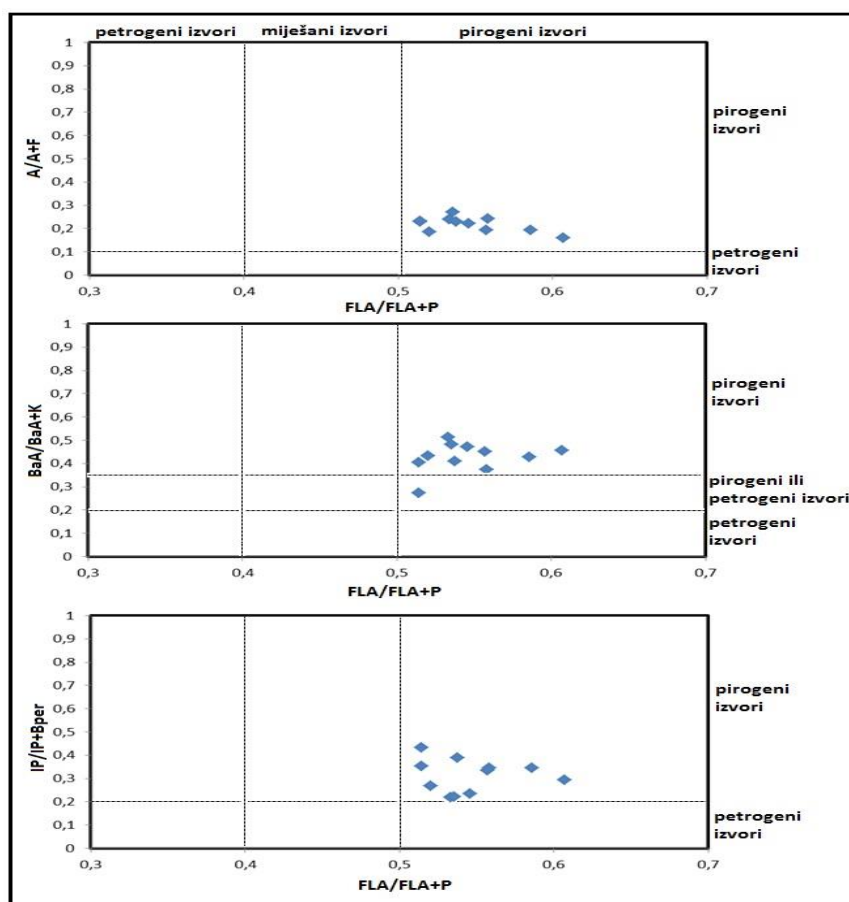 petrogeni izvori miješani izvori pirogeni izvori
1
0,9
0,8
0,7
0,6
0,5
0,4
0,3
0,2
0,1
0
A/A+F
pirogeni
izvori
petrogeni
izvori
0,3 0,4 0,5 0,6 0,7
FLA/FLA+P
1
0,9
0,8
0,7
0,6
0,5
0,4
0,3
0,2
0,1
0
BaA/BaA+K
pirogeni
izvori
pirogeni ili
petrogeni izvori
petrogeni
izvori
0,3 0,4 0,5 0,6 0,7
FLA/FLA+P
1
0,9
0,8
0,7
0,6
0,5
0,4
0,3
0,2
0,1
0
IP/IP+Bper
pirogeni
izvori
petrogeni
izvori
0,3 0,4 0,5 0,6 0,7
FLA/FLA+P